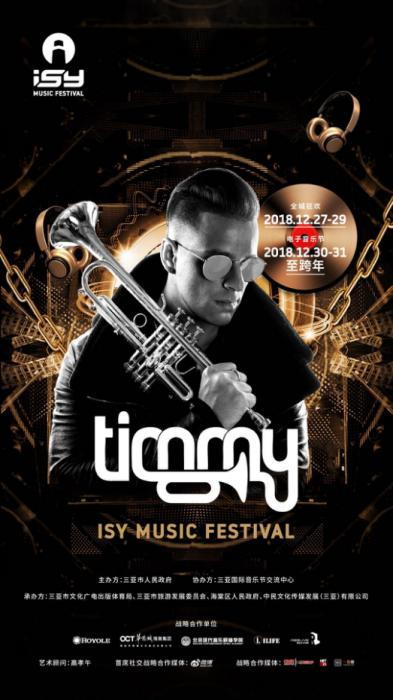 isy
MUSIC FESTIVAL
全城狂欢
2018.12.27-29
电子音乐节
2018.12.30-31
至跨年
timmy
ISY MUSIC FESTIVAL
主办方:三亚市人民政府 协办方:三亚国际音乐节交流中心
承办方:三亚市文化广电出版体育局、三亚市旅游发展委员会、海棠区人民政府、中民文化传媒发展(三亚)有限公司
战略合作单位
ROYOLE OCT 华侨城 北京现代音乐研修学院 ILIFE
艺术顾问:高孝午 首席社交战略合作媒体: 战略合作媒体: